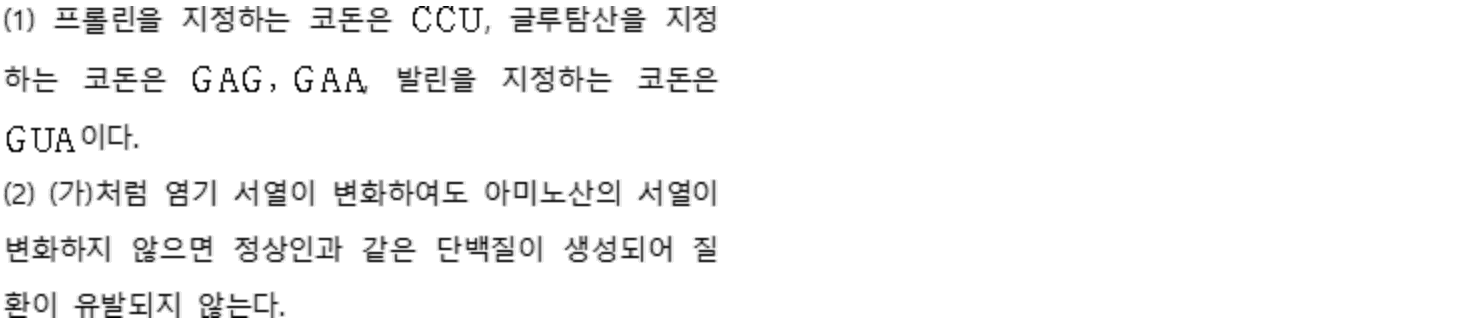 (1) 프롤린을 지정하는 코돈은 CCU, 글루탐산을 지정
하는 코돈은 GAG, GAA, 발린을 지정하는 코돈은
GUA이다.
(2) (가)처럼 염기 서열이 변화하여도 아미노산의 서열이
변화하지 않으면 정상인과 같은 단백질이 생성되어 질
환이 유발되지 않는다.